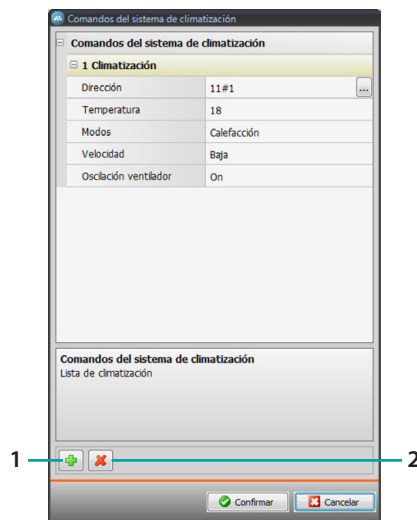 Comandos del sistema de climatización
Comandos del sistema de climatización
1 Climatización
Dirección 11#1 ...
Temperatura 18
Modos Calefacción
Velocidad Baja
Oscilación ventilador On
Comandos del sistema de climatización
Lista de climatización
1 2
Confirmar Cancelar